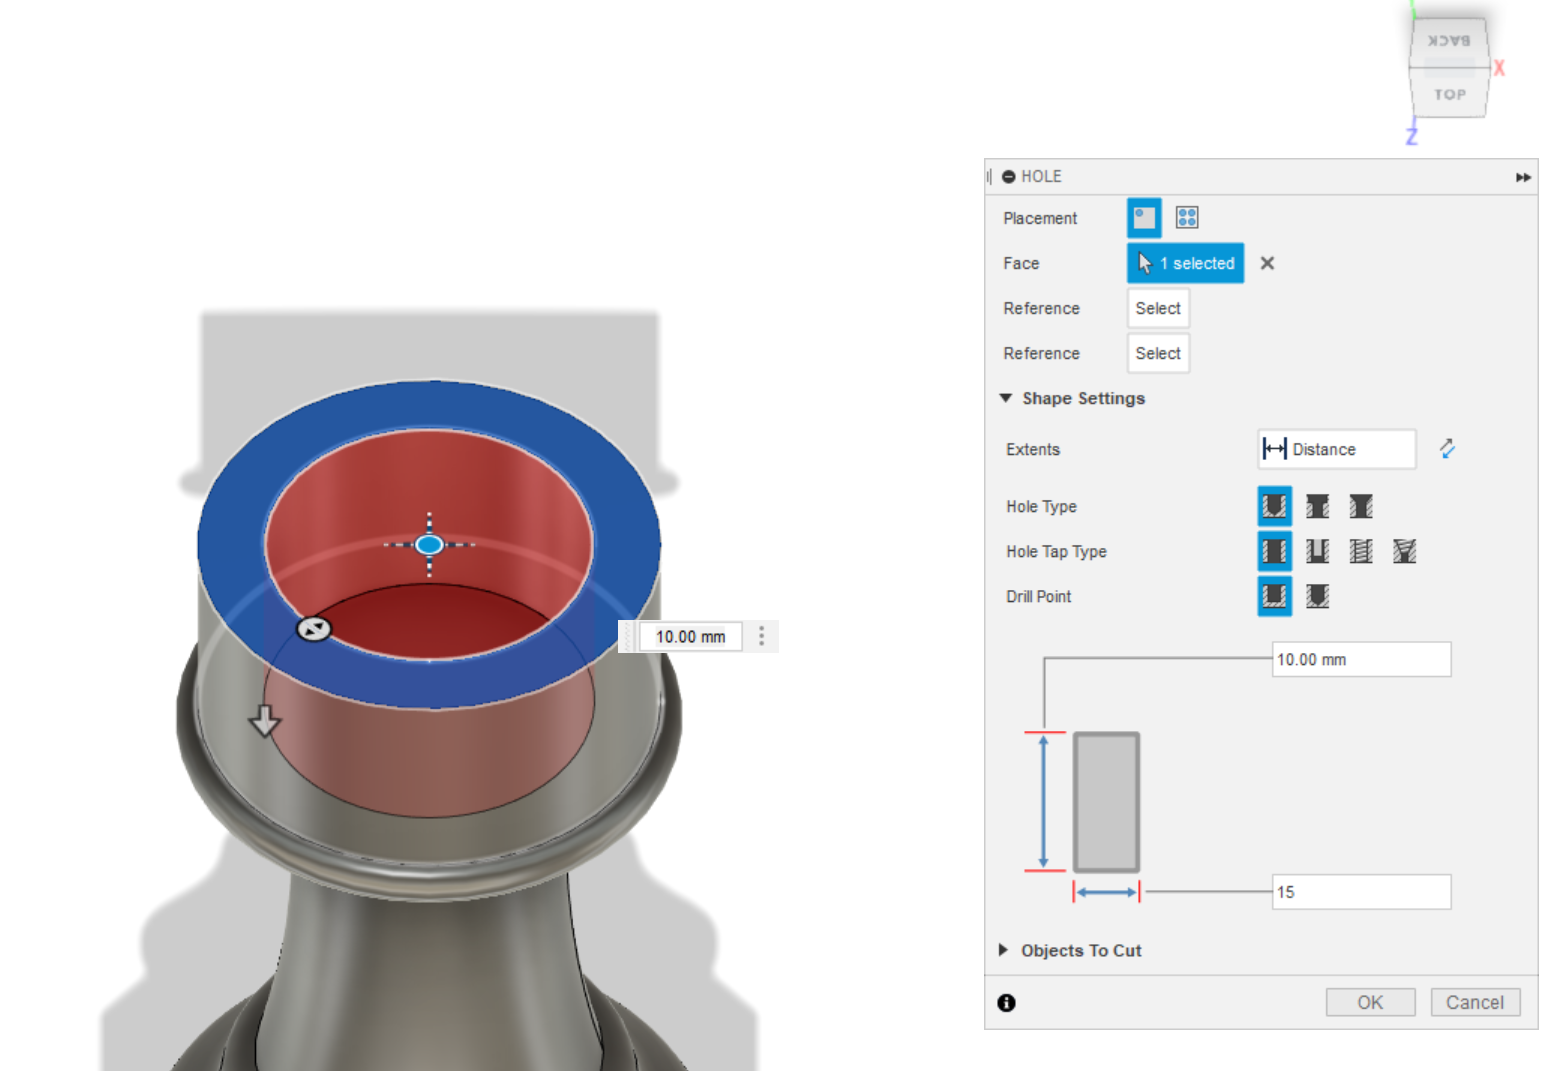 BACK
X
TOP
Z
HOLE
Placement
Face 1 selected
Reference Select
Reference Select
Shape Settings
Extents Distance
Hole Type
Hole Tap Type
Drill Point
10.00 mm
10.00 mm
15
Objects To Cut
OK Cancel